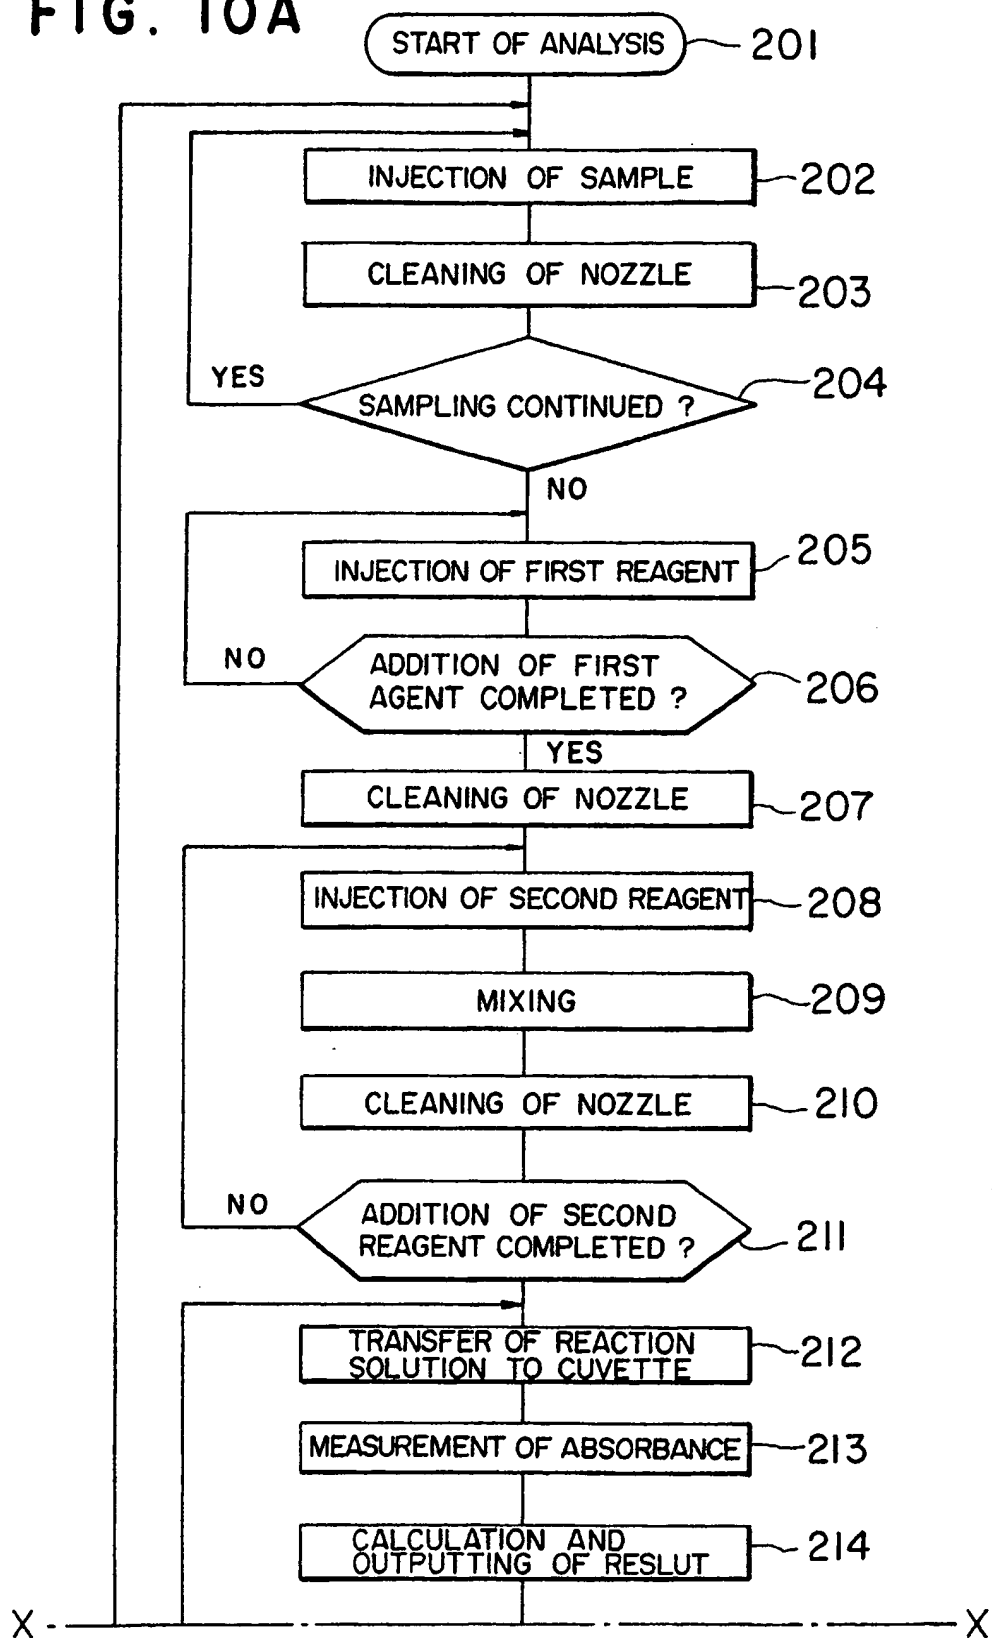 FIG. 10A
START OF ANALYSIS 201
INJECTION OF SAMPLE 202
CLEANING OF NOZZLE 203
YES
SAMPLING CONTINUED ? 204
NO
INJECTION OF FIRST REAGENT 205
NO
ADDITION OF FIRST
AGENT COMPLETED ? 206
YES
CLEANING OF NOZZLE 207
INJECTION OF SECOND REAGENT 208
MIXING 209
CLEANING OF NOZZLE 210
NO
ADDITION OF SECOND
REAGENT COMPLETED ? 211
TRANSFER OF REACTION
SOLUTION TO CUVETTE 212
MEASUREMENT OF ABSORBANCE 213
CALCULATION AND
OUTPUTTING OF RESLUT 214
X X